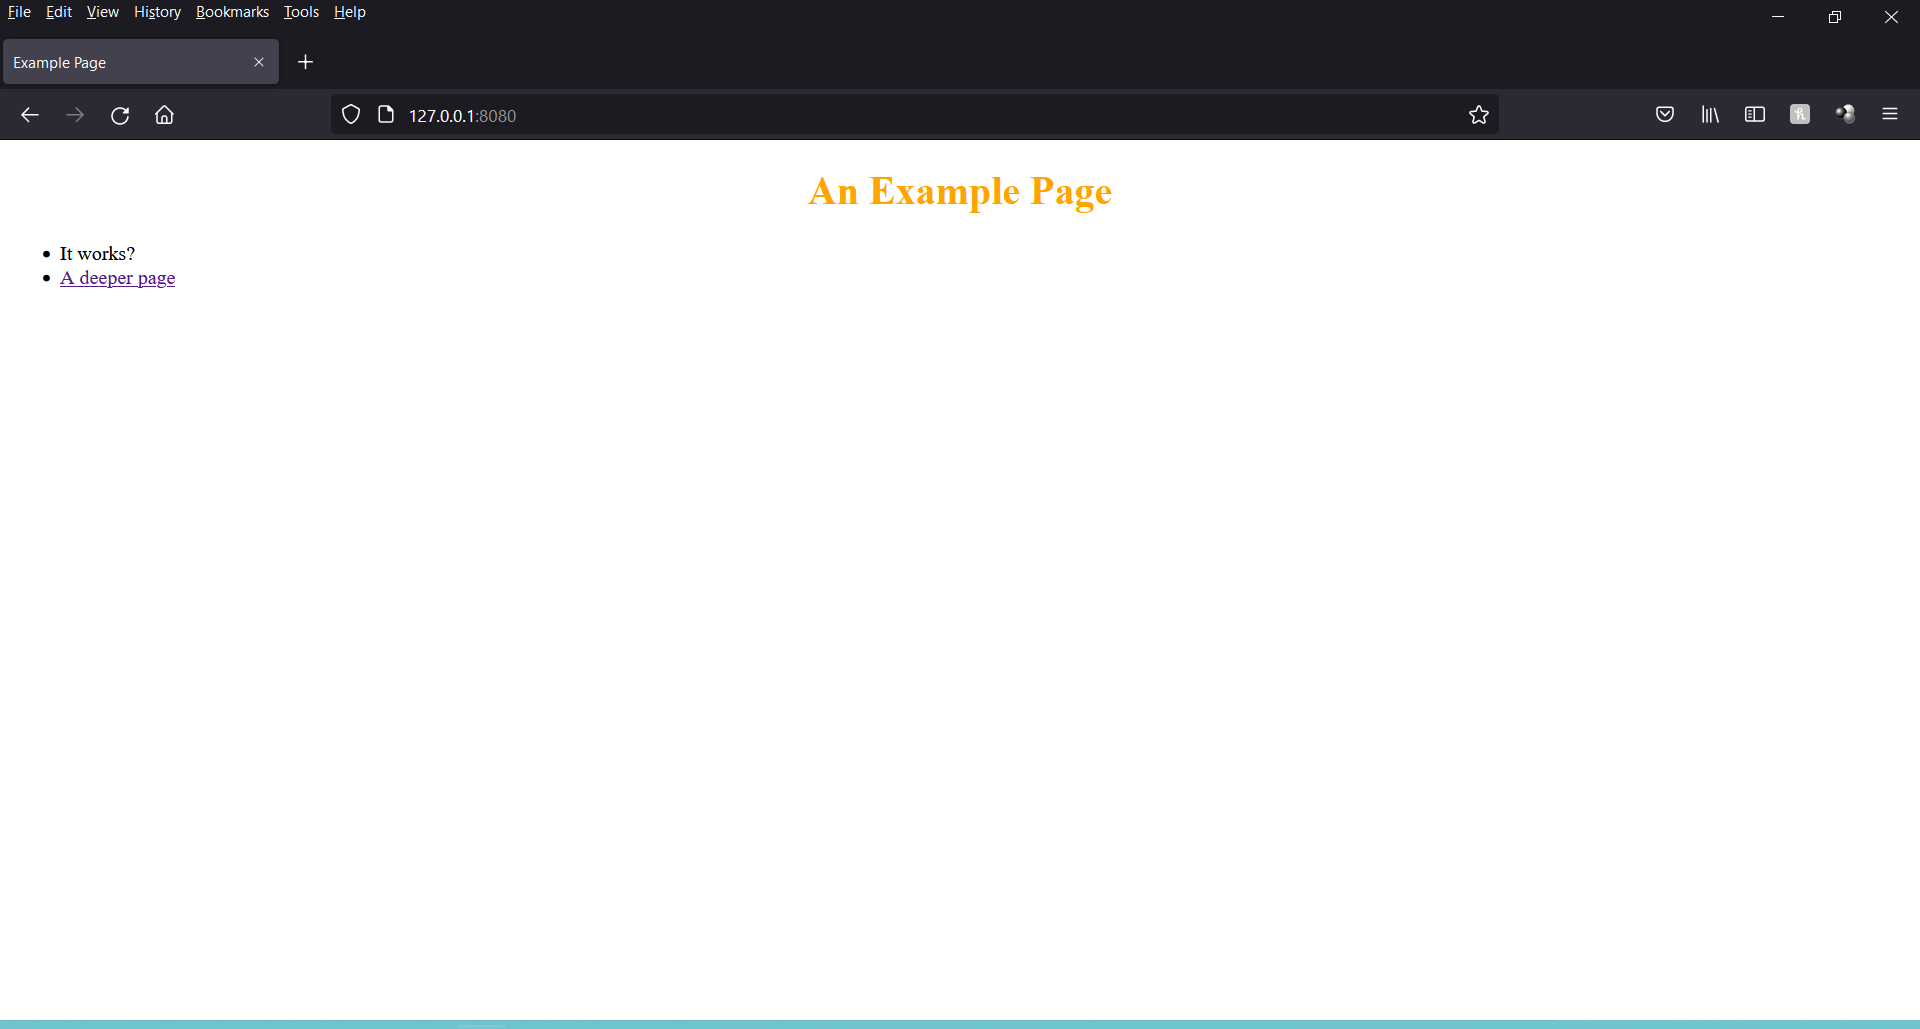 File Edit View History Bookmarks Tools Help
Example Page
127.0.0.1:8080
An Example Page
It works?
A deeper page